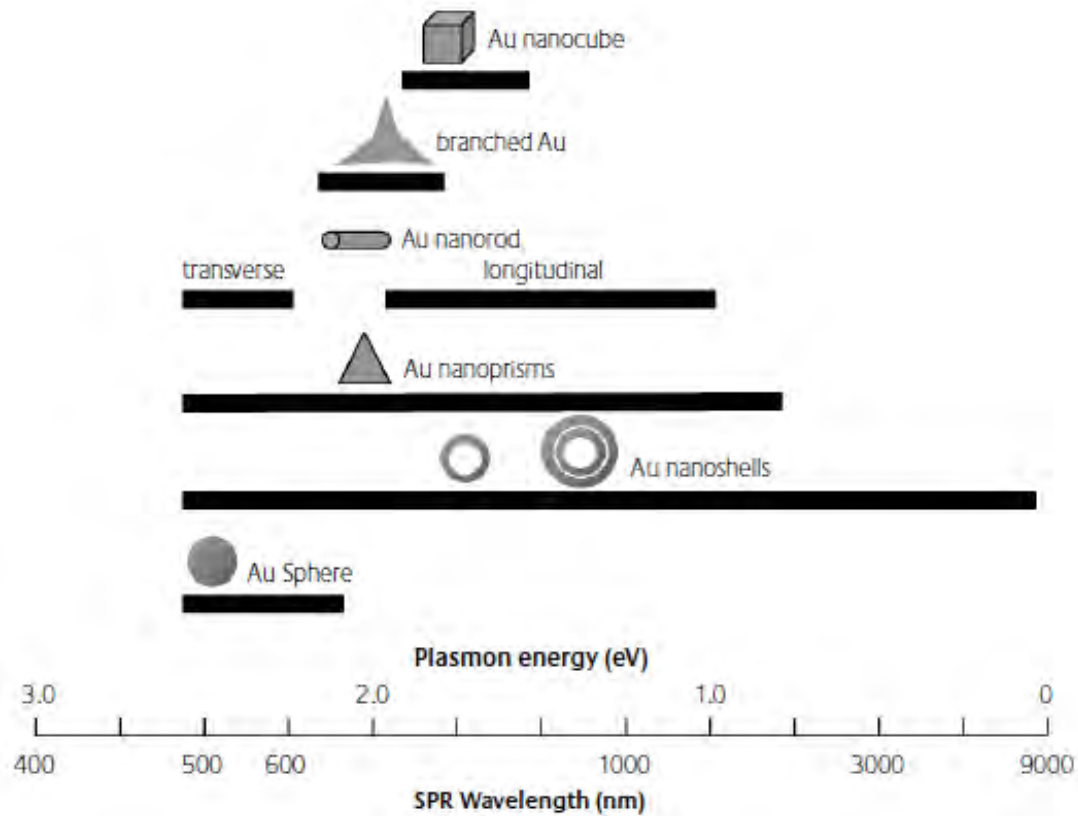 Au nanocube
branched Au
Au nanorod
transverse longitudinal
Au nanoprisms
Au nanoshells
Au Sphere
Plasmon energy (eV)
3.0 2.0 1.0 0
400 500 600 1000 3000 9000
SPR Wavelength (nm)